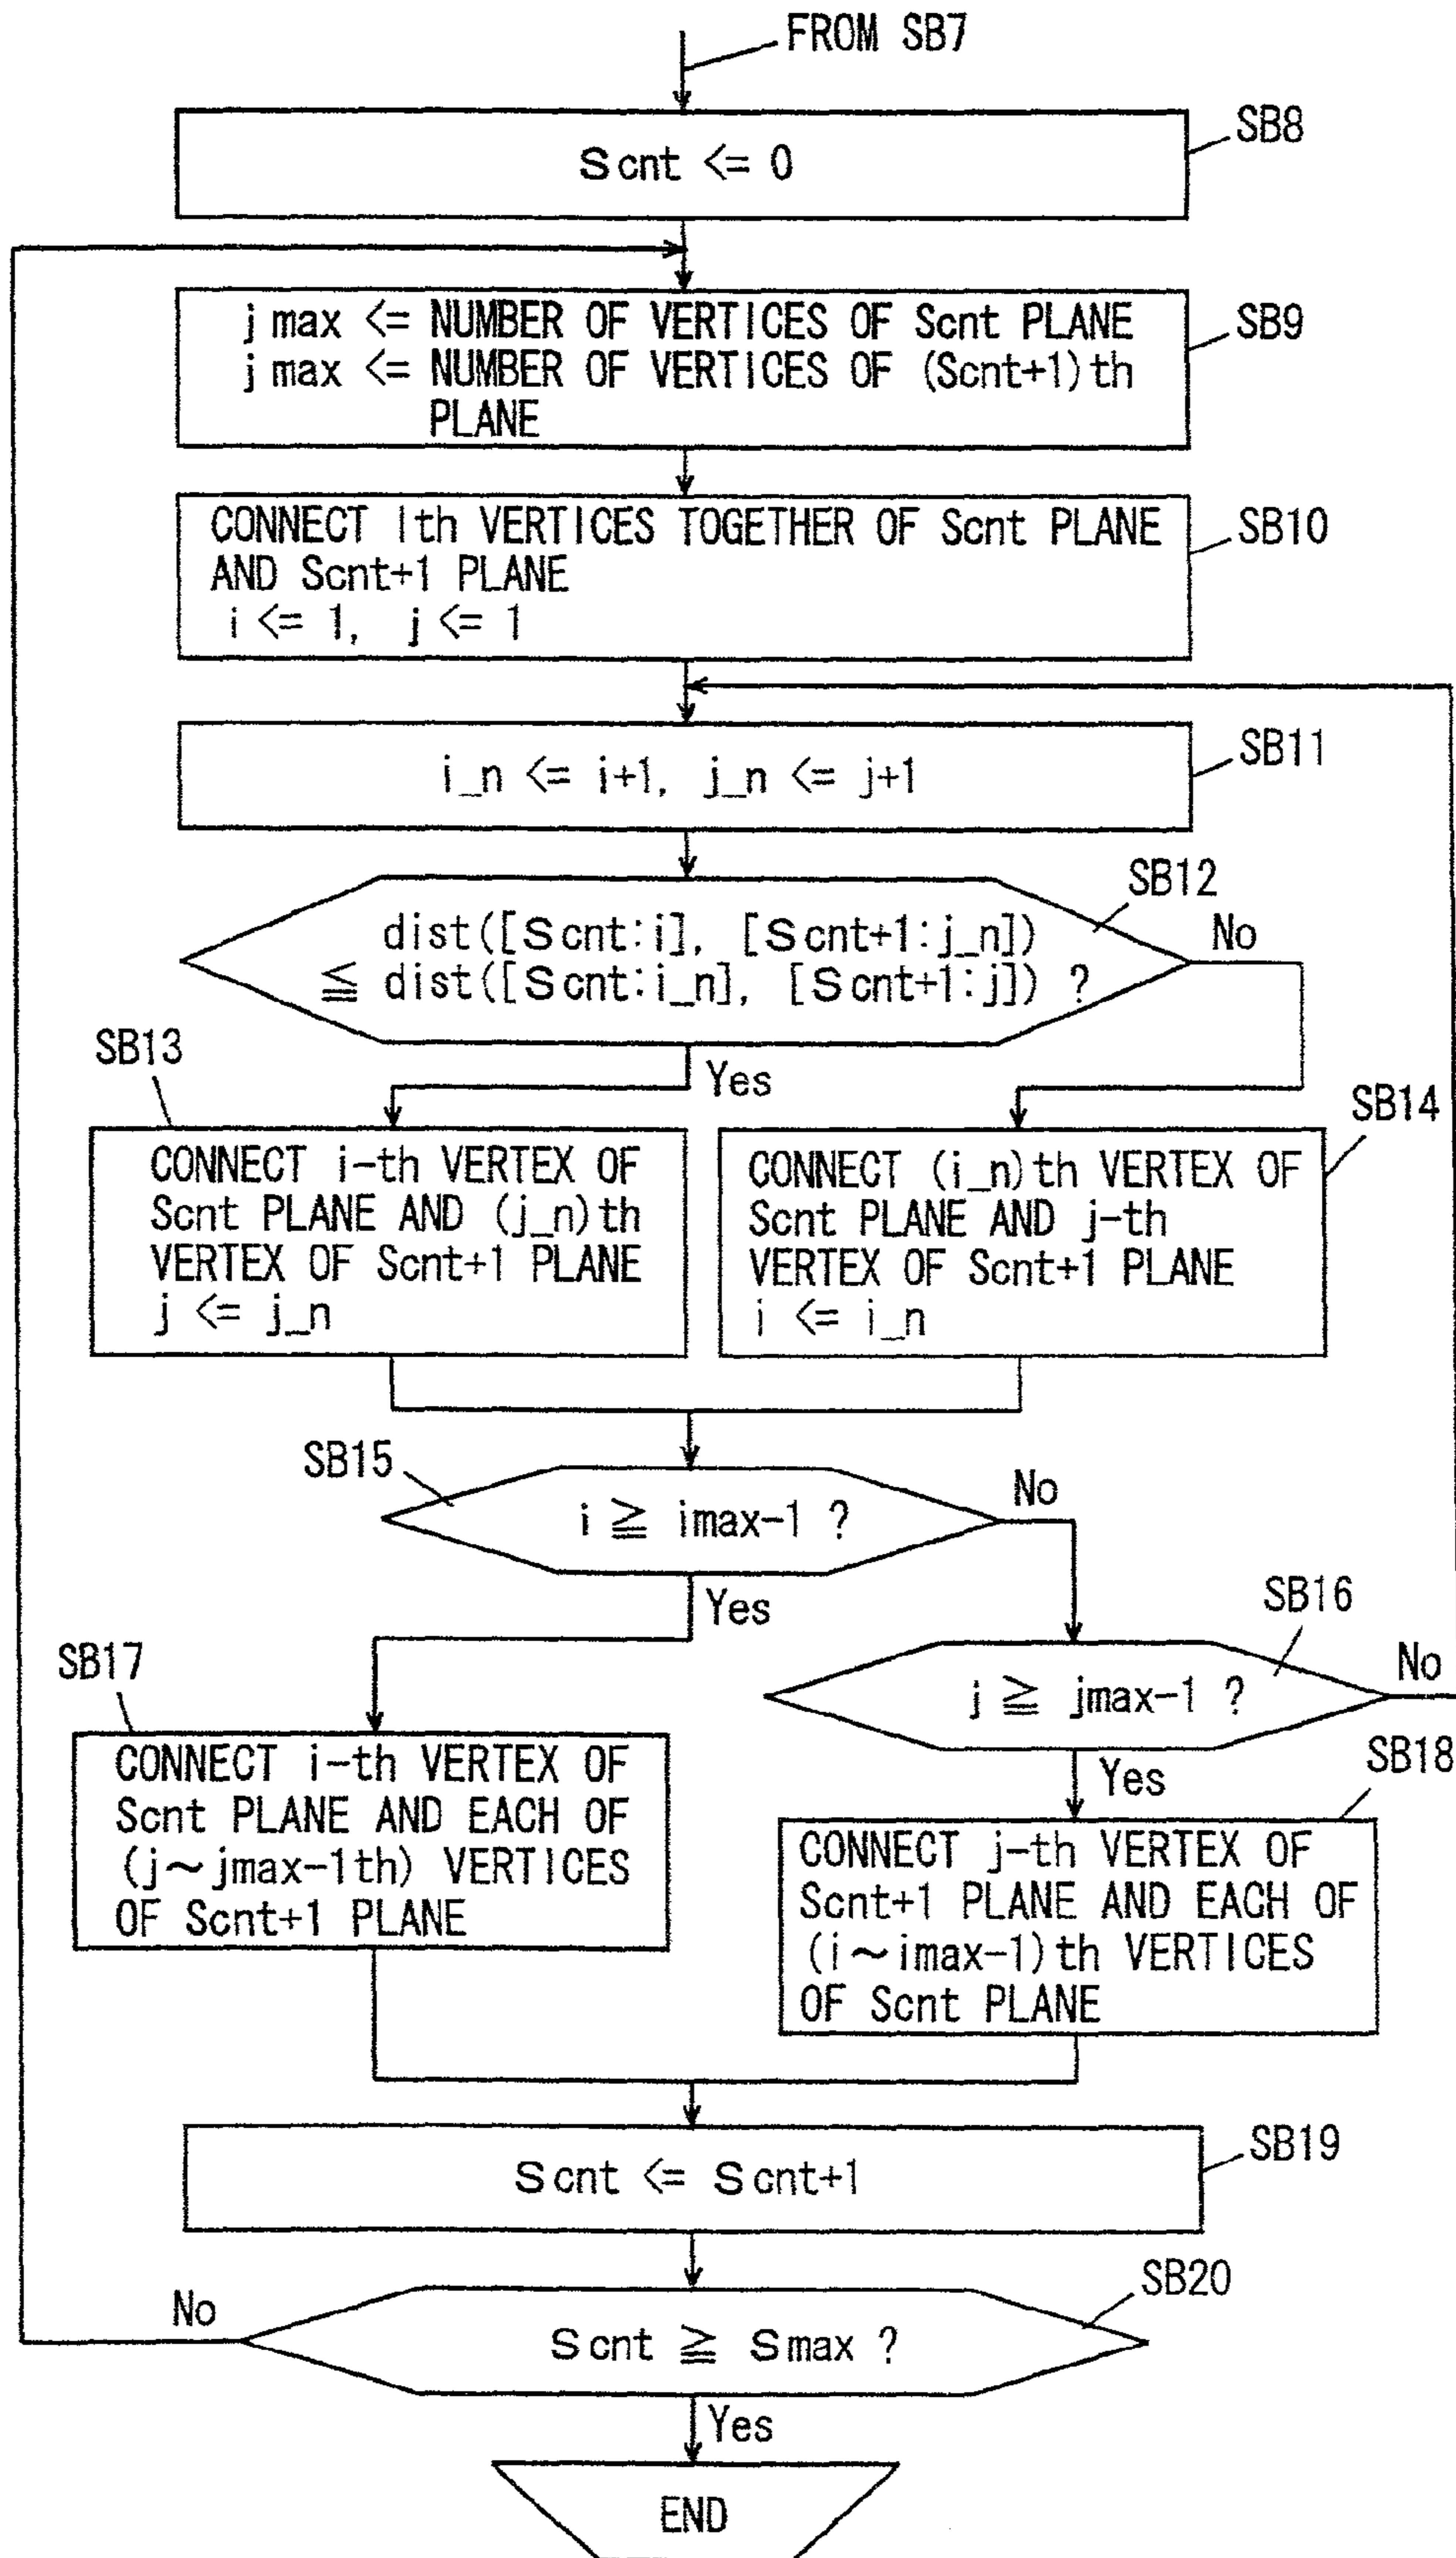 FROM SB7
SB8
Scnt <= 0
SB9
j max <= NUMBER OF VERTICES OF Scnt PLANE
j max <= NUMBER OF VERTICES OF (Scnt+1)th
PLANE
SB10
CONNECT 1th VERTICES TOGETHER OF Scnt PLANE
AND Scnt+1 PLANE
i <= 1, j <= 1
SB11
i_n <= i+1, j_n <= j+1
SB12
dist([Scnt:i], [Scnt+1:j_n])
≦ dist([Scnt:i_n], [Scnt+1:j]) ?
No
Yes
SB13
CONNECT i-th VERTEX OF
Scnt PLANE AND (j_n)th
VERTEX OF Scnt+1 PLANE
j <= j_n
SB14
CONNECT (i_n)th VERTEX OF
Scnt PLANE AND j-th
VERTEX OF Scnt+1 PLANE
i <= i_n
SB15
i ≧ imax-1 ?
No
Yes
SB16
j ≧ jmax-1 ?
No
Yes
SB17
CONNECT i-th VERTEX OF
Scnt PLANE AND EACH OF
(j~jmax-1th) VERTICES
OF Scnt+1 PLANE
SB18
CONNECT j-th VERTEX OF
Scnt+1 PLANE AND EACH OF
(i~imax-1)th VERTICES
OF Scnt PLANE
SB19
Scnt <= Scnt+1
SB20
Scnt ≧ Smax ?
No
Yes
END